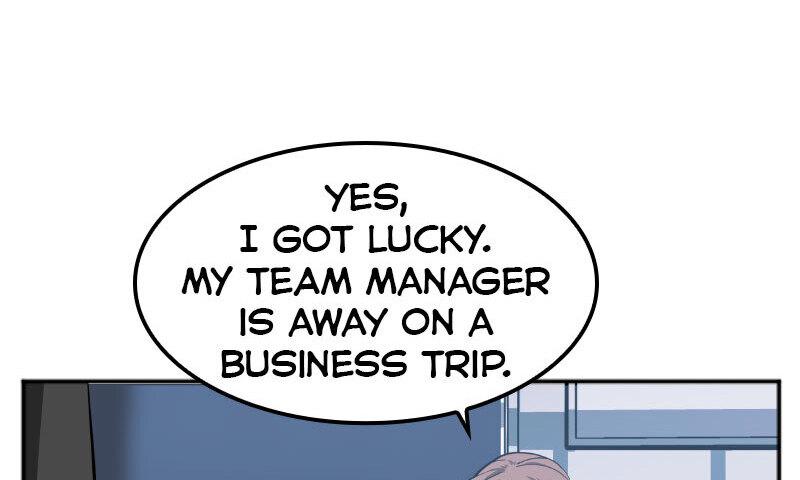 YES,
I GOT LUCKY.
MY TEAM MANAGER
IS AWAY ON A
BUSINESS TRIP.